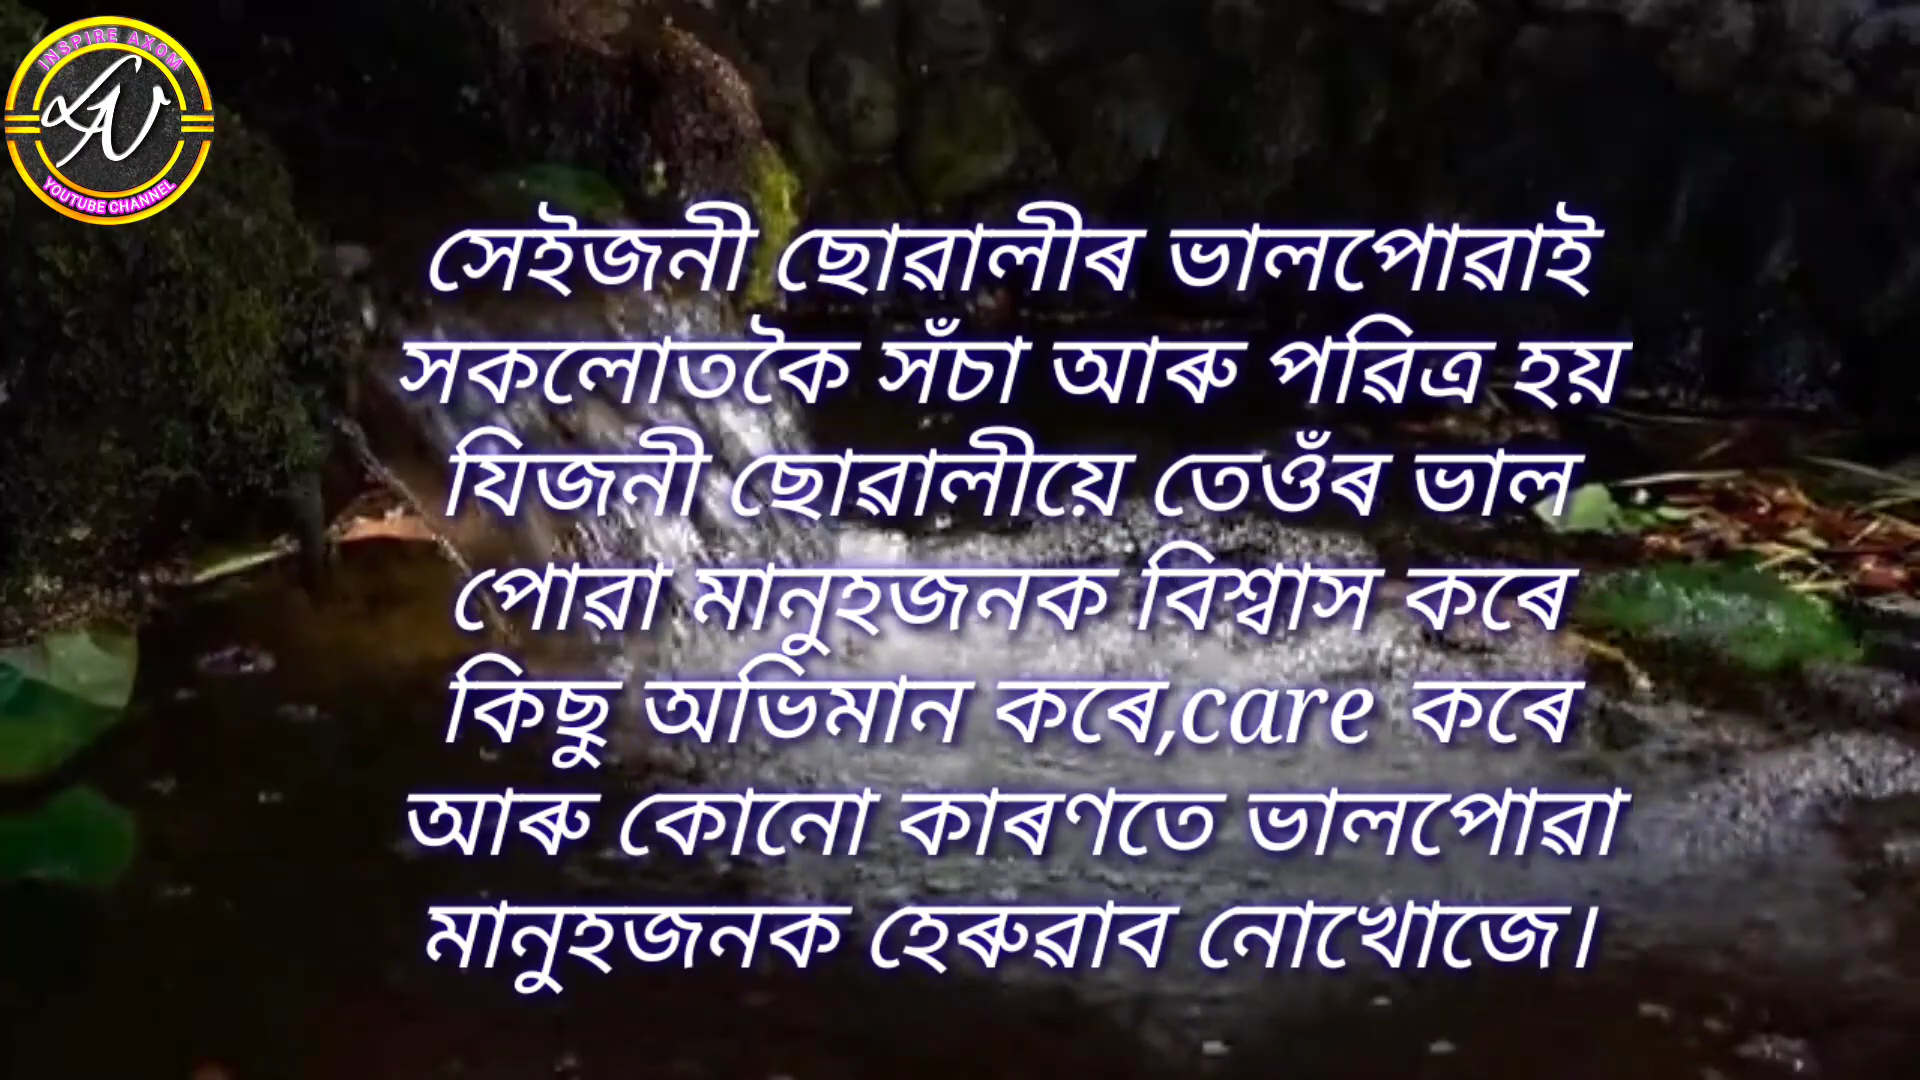 INSPIRE AXOM
YOUTUBE CHANNEL
সেইজনী ছোৱালীৰ ভালপোৱাই
সকলোতকৈ সঁচা আৰু পৱিত্ৰ হয়
যিজনী ছোৱালীয়ে তেওঁৰ ভাল
পোৱা মানুহজনক বিশ্বাস কৰে
কিছু অভিমান কৰে,care কৰে
আৰু কোনো কাৰণতে ভালপোৱা
মানুহজনক হেৰুৱাব নোখোজে।